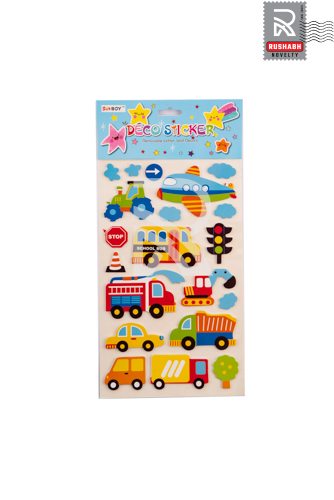 RUSHABH
NOVELTY
SunBOY
DECO STICKER
STOP
SCHOOL BUS